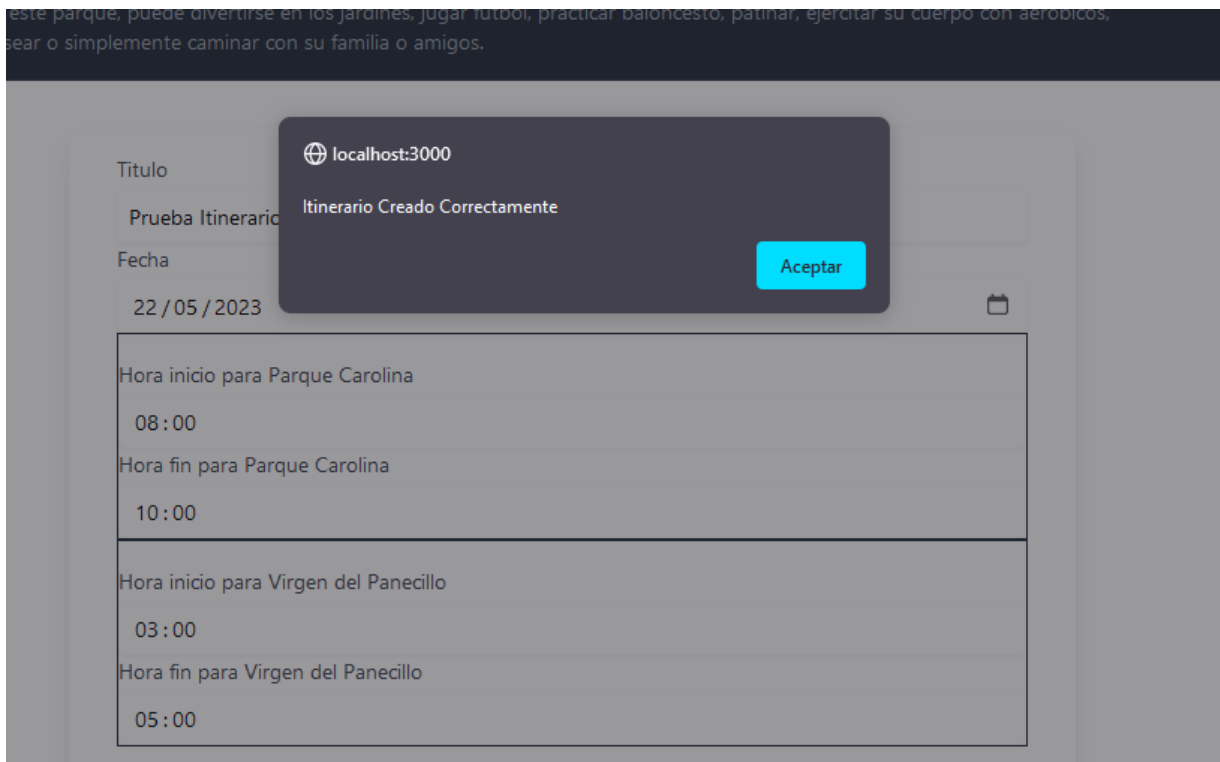 este parque, puede divertirse en los jardines, jugar futbol, practicar baloncesto, patinar, ejercitar su cuerpo con aeróbicos,
sear o simplemente caminar con su familia o amigos.
localhost:3000
Itinerario Creado Correctamente
Aceptar
Titulo
Prueba Itinerario
Fecha
22/05/2023
Hora inicio para Parque Carolina
08:00
Hora fin para Parque Carolina
10:00
Hora inicio para Virgen del Panecillo
03:00
Hora fin para Virgen del Panecillo
05:00